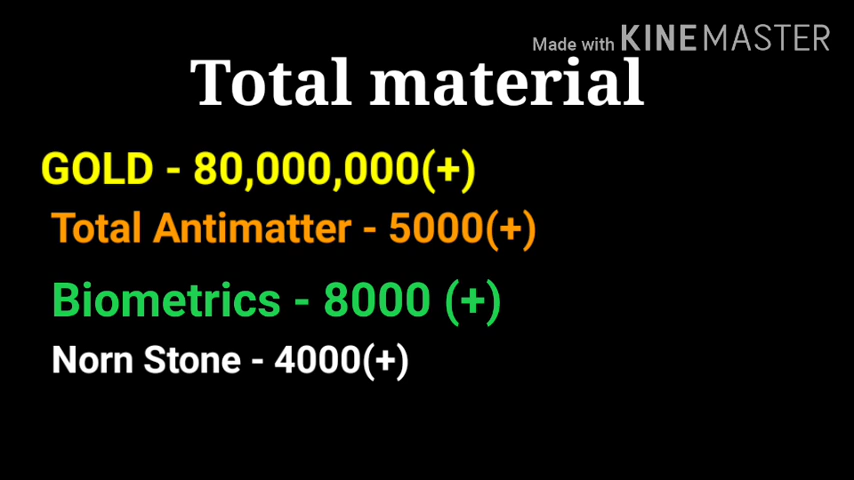 Made with KINEMASTER
Total material
GOLD - 80,000,000(+)
Total Antimatter - 5000(+)
Biometrics - 8000 (+)
Norn Stone - 4000(+)